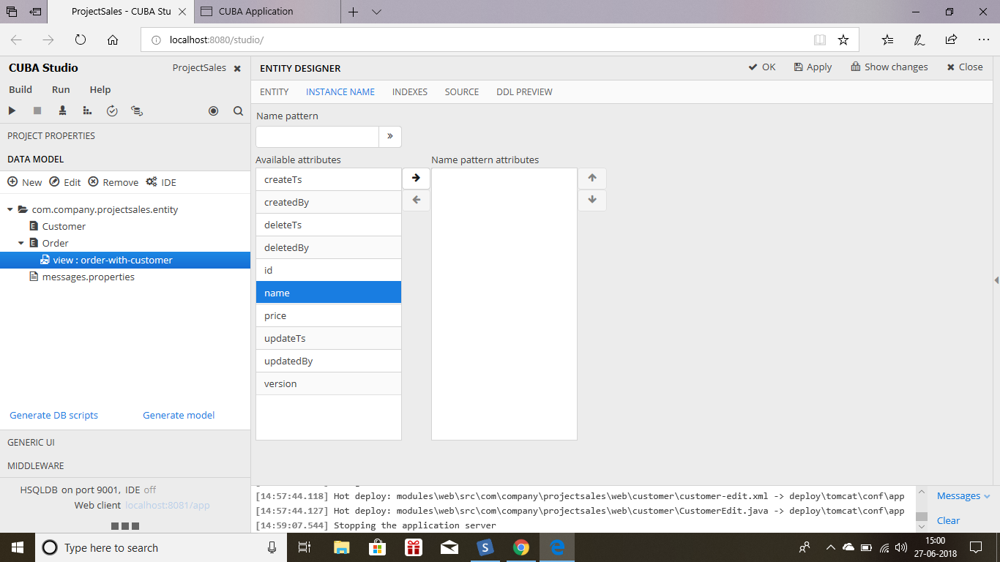 ProjectSales - CUBA Stu
CUBA Application
localhost:8080/studio/
CUBA Studio
ProjectSales
Build
Run
Help
PROJECT PROPERTIES
DATA MODEL
New
Edit
Remove
IDE
com.company.projectsales.entity
E Customer
E Order
view : order-with-customer
messages.properties
Generate DB scripts
Generate model
GENERIC UI
MIDDLEWARE
HSQLDB on port 9001, IDE off
Web client localhost:8081/app
ENTITY DESIGNER
OK
Apply
Show changes
Close
ENTITY
INSTANCE NAME
INDEXES
SOURCE
DDL PREVIEW
Name pattern
Available attributes
createTs
createdBy
deleteTs
deletedBy
id
name
price
updateTs
updatedBy
version
Name pattern attributes
[14:57:44.118] Hot deploy: modules\web\src\com\company\projectsales\web\customer\customer-edit.xml -> deploy\tomcat\conf\app
[14:57:44.127] Hot deploy: modules\web\src\com\company\projectsales\web\customer\CustomerEdit.java -> deploy\tomcat\conf\app
[14:59:07.544] Stopping the application server
Messages
Clear
Type here to search
S
15:00
27-06-2018